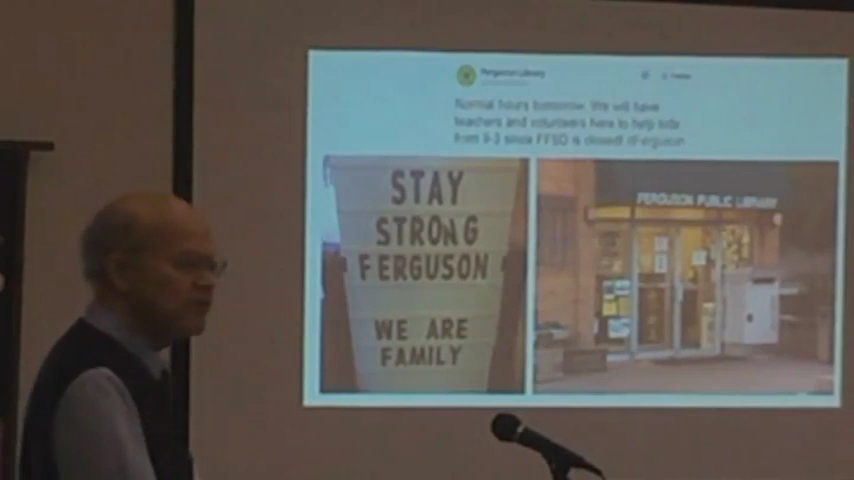 Ferguson Library
Normal hours tomorrow. We will have
teachers and volunteers here to help kids
from 9-3 since FFSD is closed! @Ferguson
STAY
STRONG
FERGUSON
WE ARE
FAMILY
FERGUSON PUBLIC LIBRARY